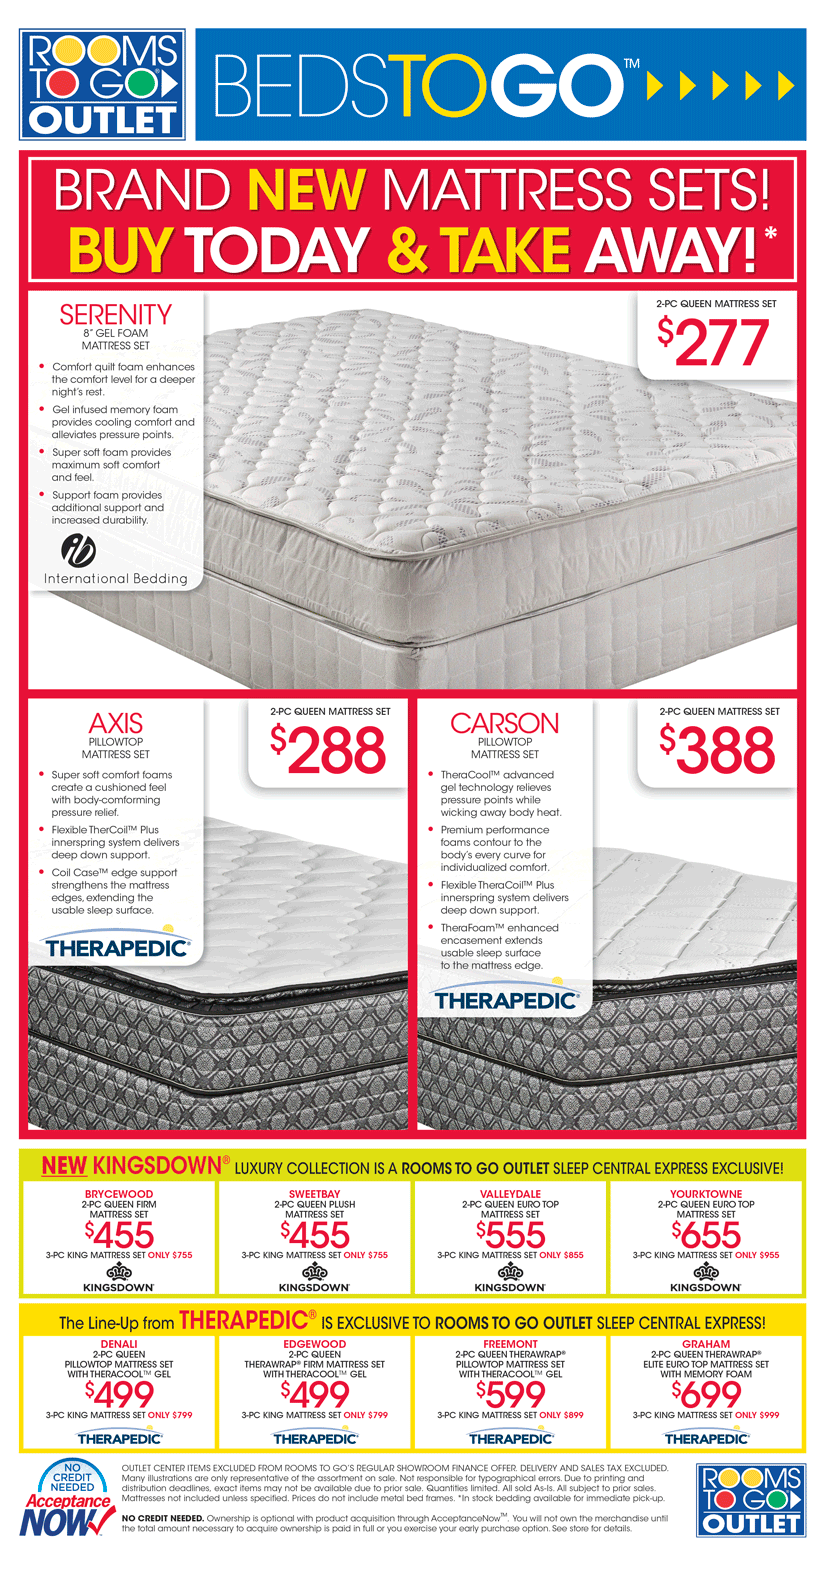 ROOMS
TO GO®
OUTLET
BEDSTOGO™
BRAND NEW MATTRESS SETS!
BUY TODAY & TAKE AWAY!*
SERENITY
8" GEL FOAM
MATTRESS SET
• Comfort quilt foam enhances
the comfort level for a deeper
night's rest.
• Gel infused memory foam
provides cooling comfort and
alleviates pressure points.
• Super soft foam provides
maximum soft comfort
and feel.
• Support foam provides
additional support and
increased durability.
ib
International Bedding
2-PC QUEEN MATTRESS SET
$277
AXIS
PILLOWTOP
MATTRESS SET
• Super soft comfort foams
create a cushioned feel
with body-comforming
pressure relief.
• Flexible TherCoil™ Plus
innerspring system delivers
deep down support.
• Coil Case™ edge support
strengthens the mattress
edges, extending the
usable sleep surface.
THERAPEDIC®
2-PC QUEEN MATTRESS SET
$288
CARSON
PILLOWTOP
MATTRESS SET
• TheraCool™ advanced
gel technology relieves
pressure points while
wicking away body heat.
• Premium performance
foams contour to the
body's every curve for
individualized comfort.
• Flexible TheraCoil™ Plus
innerspring system delivers
deep down support.
• TheraFoam™ enhanced
encasement extends
usable sleep surface
to the mattress edge.
THERAPEDIC®
2-PC QUEEN MATTRESS SET
$388
NEW KINGSDOWN® LUXURY COLLECTION IS A ROOMS TO GO OUTLET SLEEP CENTRAL EXPRESS EXCLUSIVE!
BRYCEWOOD
2-PC QUEEN FIRM
MATTRESS SET
$455
3-PC KING MATTRESS SET ONLY $755
KINGSDOWN®
SWEETBAY
2-PC QUEEN PLUSH
MATTRESS SET
$455
3-PC KING MATTRESS SET ONLY $755
KINGSDOWN®
VALLEYDALE
2-PC QUEEN EURO TOP
MATTRESS SET
$555
3-PC KING MATTRESS SET ONLY $855
KINGSDOWN®
YOURKTOWNE
2-PC QUEEN EURO TOP
MATTRESS SET
$655
3-PC KING MATTRESS SET ONLY $955
KINGSDOWN®
The Line-Up from THERAPEDIC® IS EXCLUSIVE TO ROOMS TO GO OUTLET SLEEP CENTRAL EXPRESS!
DENALI
2-PC QUEEN
PILLOWTOP MATTRESS SET
WITH THERACOOL™ GEL
$499
3-PC KING MATTRESS SET ONLY $799
THERAPEDIC®
EDGEWOOD
2-PC QUEEN
THERAWRAP® FIRM MATTRESS SET
WITH THERACOOL™ GEL
$499
3-PC KING MATTRESS SET ONLY $799
THERAPEDIC®
FREEMONT
2-PC QUEEN THERAWRAP®
PILLOWTOP MATTRESS SET
WITH THERACOOL™ GEL
$599
3-PC KING MATTRESS SET ONLY $899
THERAPEDIC®
GRAHAM
2-PC QUEEN THERAWRAP®
ELITE EURO TOP MATTRESS SET
WITH MEMORY FOAM
$699
3-PC KING MATTRESS SET ONLY $999
THERAPEDIC®
NO
CREDIT
NEEDED
Acceptance
NOW
OUTLET CENTER ITEMS EXCLUDED FROM ROOMS TO GO'S REGULAR SHOWROOM FINANCE OFFER. DELIVERY AND SALES TAX EXCLUDED.
Many illustrations are only representative of the assortment on sale. Not responsible for typographical errors. Due to printing and
distribution deadlines, exact items may not be available due to prior sale. Quantities limited. All sold As-Is. All subject to prior sales.
Mattresses not included unless specified. Prices do not include metal bed frames. *In stock bedding available for immediate pick-up.
NO CREDIT NEEDED. Ownership is optional with product acquisition through AcceptanceNow™. You will not own the merchandise until
the total amount necessary to acquire ownership is paid in full or you exercise your early purchase option. See store for details.
ROOMS
TO GO®
OUTLET